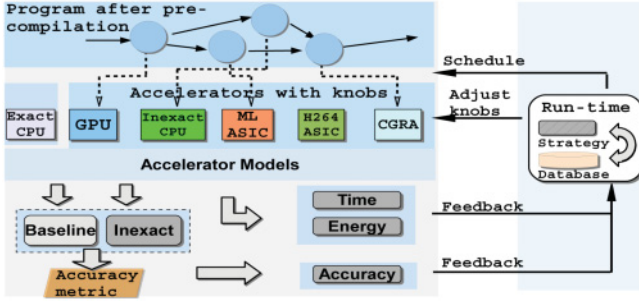 Program after pre-
compilation
Schedule
Accelerators with knobs
Adjust
knobs
Run-time
Strategy
Database
Exact
CPU
GPU
Inexact
CPU
ML
ASIC
H264
ASIC
CGRA
Accelerator Models
Time
Energy
Feedback
Baseline
Inexact
Accuracy
Feedback
Accuracy
metric